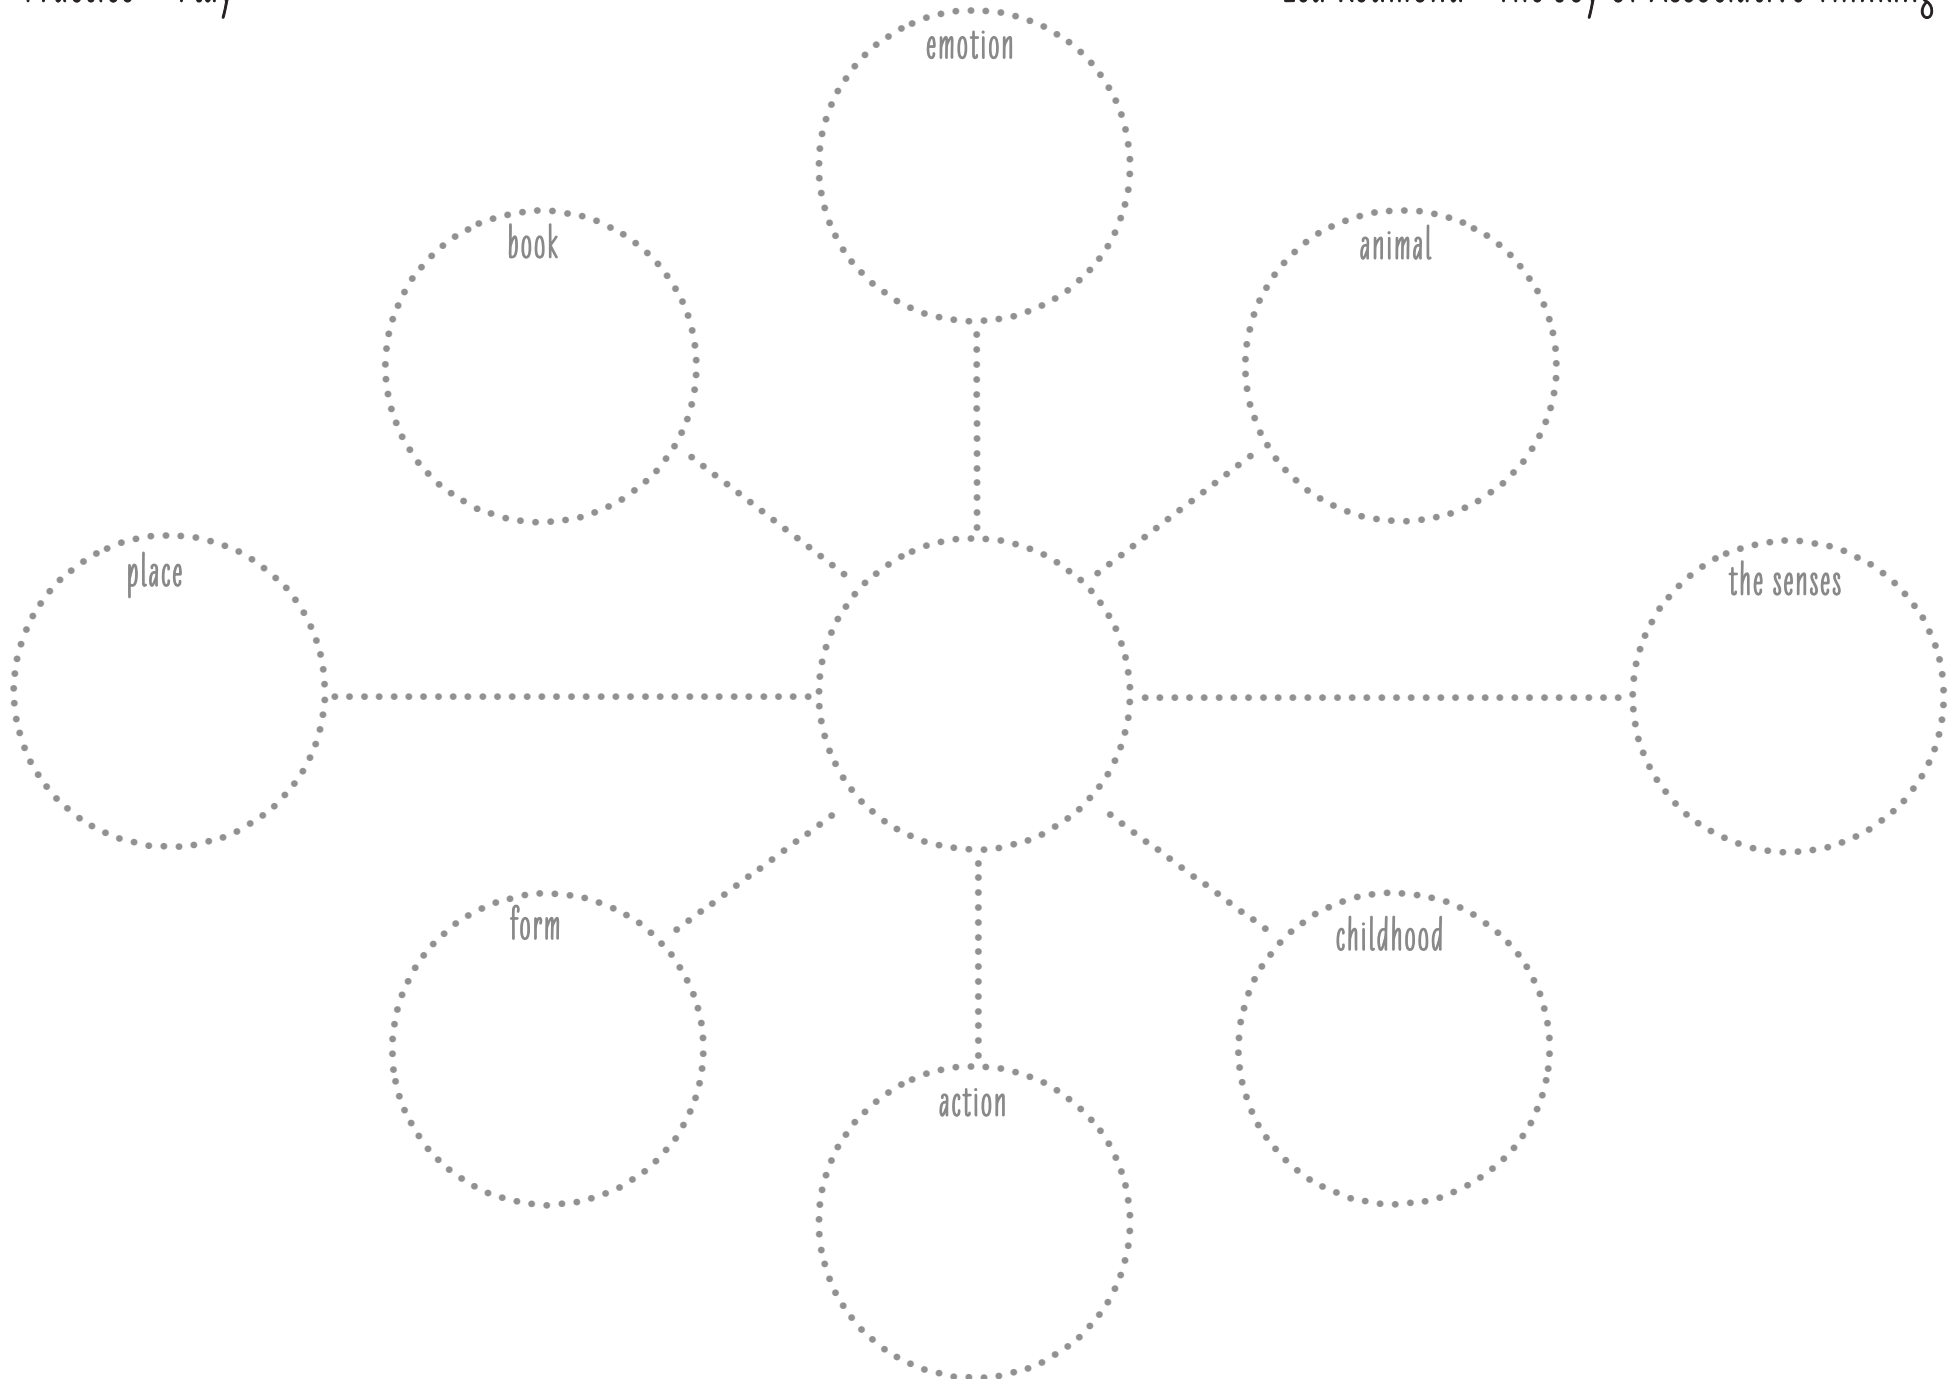 emotion
book
animal
place
the senses
form
childhood
action